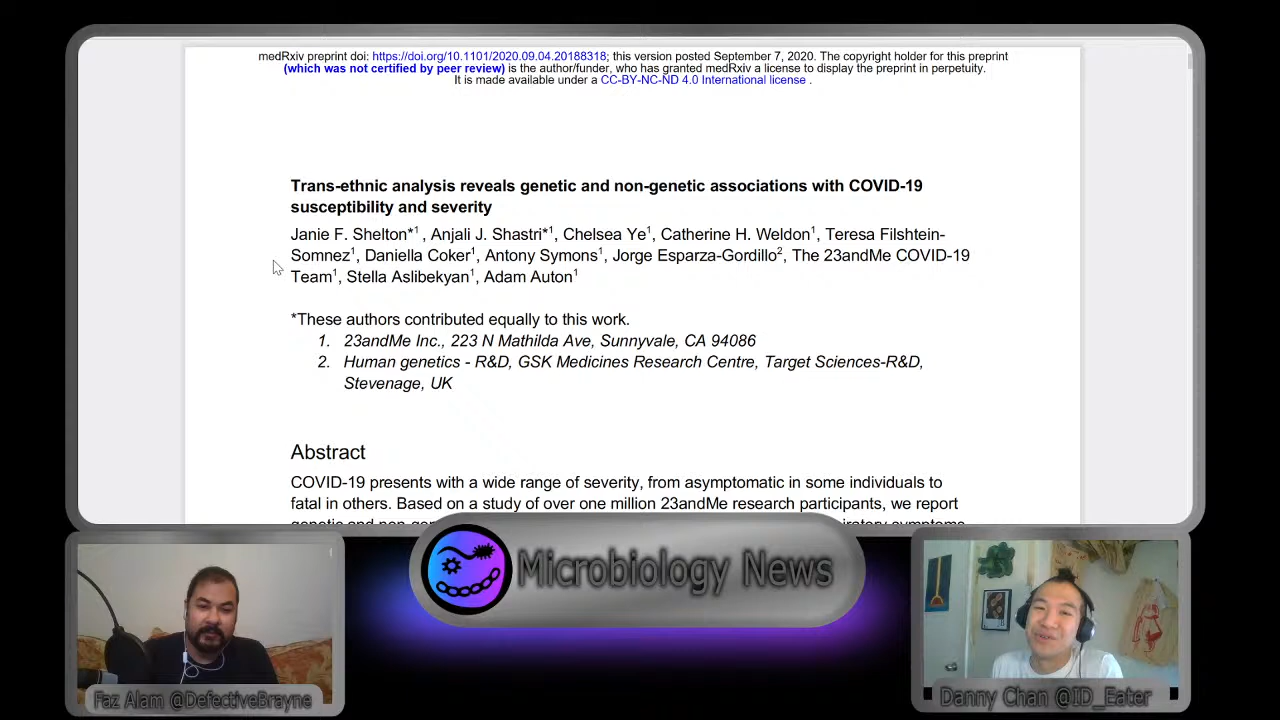 medRxiv preprint doi: https://doi.org/10.1101/2020.09.04.20188318; this version posted September 7, 2020. The copyright holder for this preprint
(which was not certified by peer review) is the author/funder, who has granted medRxiv a license to display the preprint in perpetuity.
It is made available under a CC-BY-NC-ND 4.0 International license .
Trans-ethnic analysis reveals genetic and non-genetic associations with COVID-19
susceptibility and severity
Janie F. Shelton*1 , Anjali J. Shastri*1, Chelsea Ye1, Catherine H. Weldon1, Teresa Filshtein-
Somnez1, Daniella Coker1, Antony Symons1, Jorge Esparza-Gordillo2, The 23andMe COVID-19
Team1, Stella Aslibekyan1, Adam Auton1
*These authors contributed equally to this work.
1. 23andMe Inc., 223 N Mathilda Ave, Sunnyvale, CA 94086
2. Human genetics - R&D, GSK Medicines Research Centre, Target Sciences-R&D,
Stevenage, UK
Abstract
COVID-19 presents with a wide range of severity, from asymptomatic in some individuals to
fatal in others. Based on a study of over one million 23andMe research participants, we report
genetic and non-gen
symptoms
Microbiology News
Faz Alam @DefectiveBrayne
Danny Chan @ID_Eater